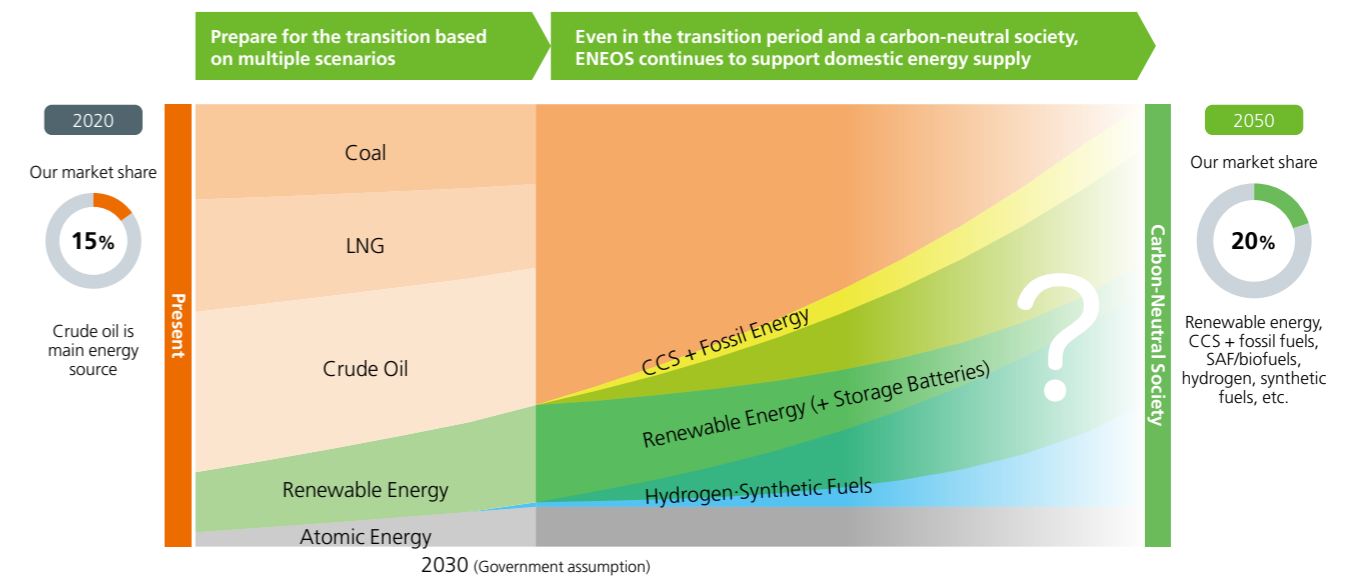 Prepare for the transition based
on multiple scenarios
Even in the transition period and a carbon-neutral society,
ENEOS continues to support domestic energy supply
2020
Our market share
15%
Crude oil is
main energy
source
Present
Coal
LNG
Crude Oil
Renewable Energy
Atomic Energy
CCS + Fossil Energy
Renewable Energy (+ Storage Batteries)
Hydrogen·Synthetic Fuels
?
2030 (Government assumption)
Carbon-Neutral Society
2050
Our market share
20%
Renewable energy,
CCS + fossil fuels,
SAF/biofuels,
hydrogen, synthetic
fuels, etc.